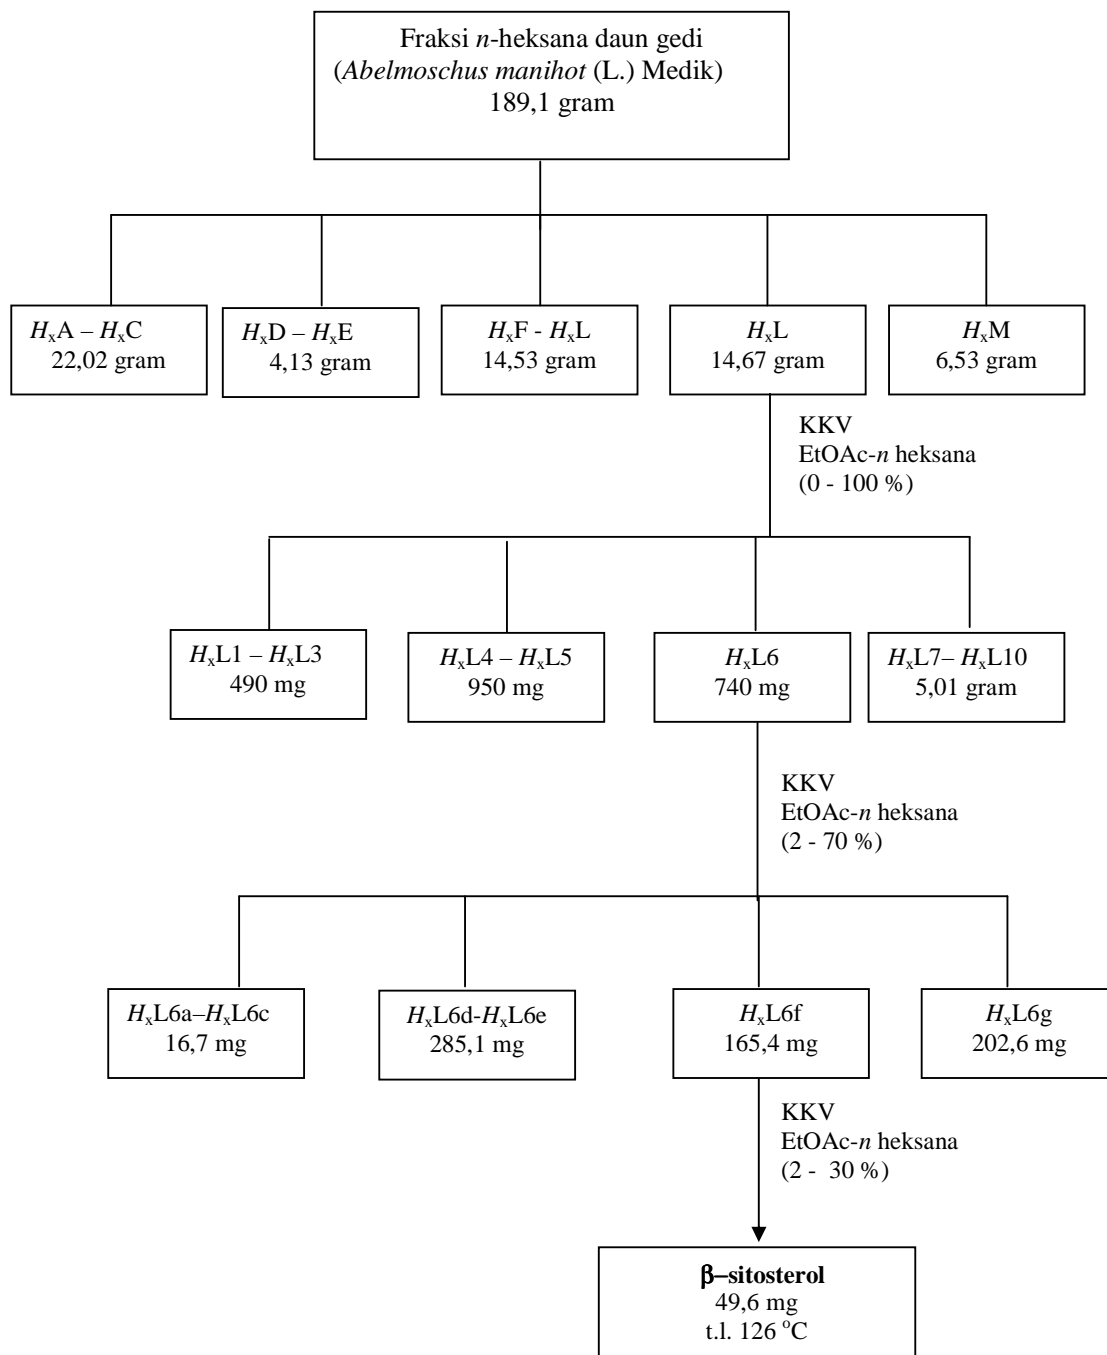 Fraksi n-heksana daun gedi
(Abelmoschus manihot (L.) Medik)
189,1 gram
HxA – HxC
22,02 gram
HxD – HxE
4,13 gram
HxF - HxL
14,53 gram
HxL
14,67 gram
HxM
6,53 gram
KKV
EtOAc-n heksana
(0 - 100 %)
HxL1 – HxL3
490 mg
HxL4 – HxL5
950 mg
HxL6
740 mg
HxL7– HxL10
5,01 gram
KKV
EtOAc-n heksana
(2 - 70 %)
HxL6a–HxL6c
16,7 mg
HxL6d-HxL6e
285,1 mg
HxL6f
165,4 mg
HxL6g
202,6 mg
KKV
EtOAc-n heksana
(2 - 30 %)
β–sitosterol
49,6 mg
t.l. 126 °C